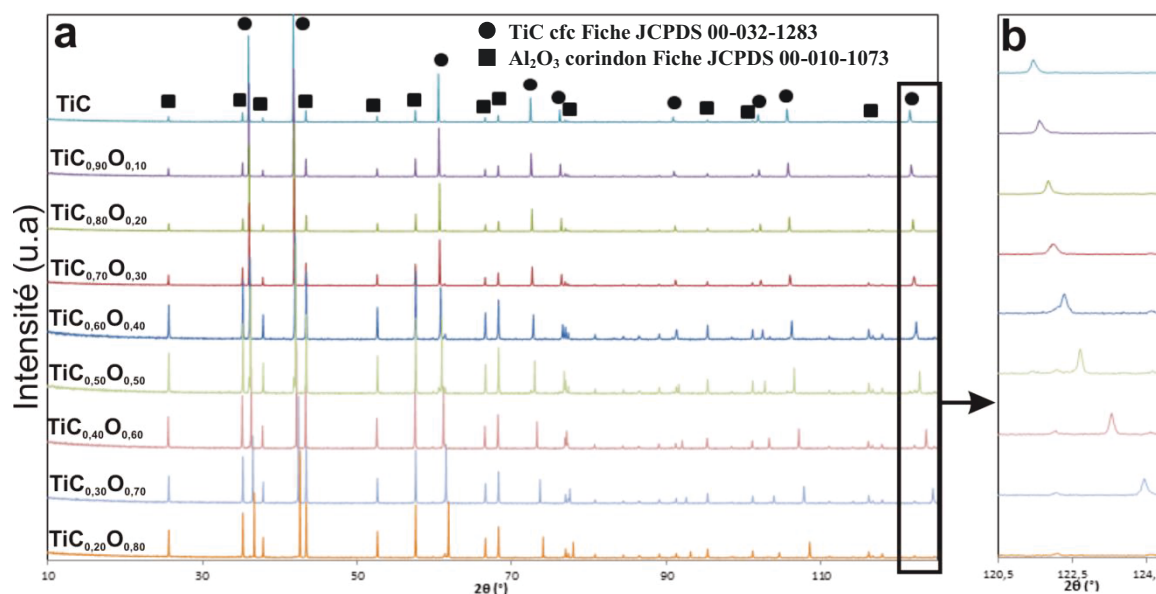 a
● TiC cfc Fiche JCPDS 00-032-1283
■ Al₂O₃ corindon Fiche JCPDS 00-010-1073
b
TiC
TiC₀,₉₀O₀,₁₀
TiC₀,₈₀O₀,₂₀
TiC₀,₇₀O₀,₃₀
TiC₀,₆₀O₀,₄₀
TiC₀,₅₀O₀,₅₀
TiC₀,₄₀O₀,₆₀
TiC₀,₃₀O₀,₇₀
TiC₀,₂₀O₀,₈₀
Intensité (u.a)
10 30 50 70 90 110
2θ (°)
120,5 122,5 124,
2θ (°)